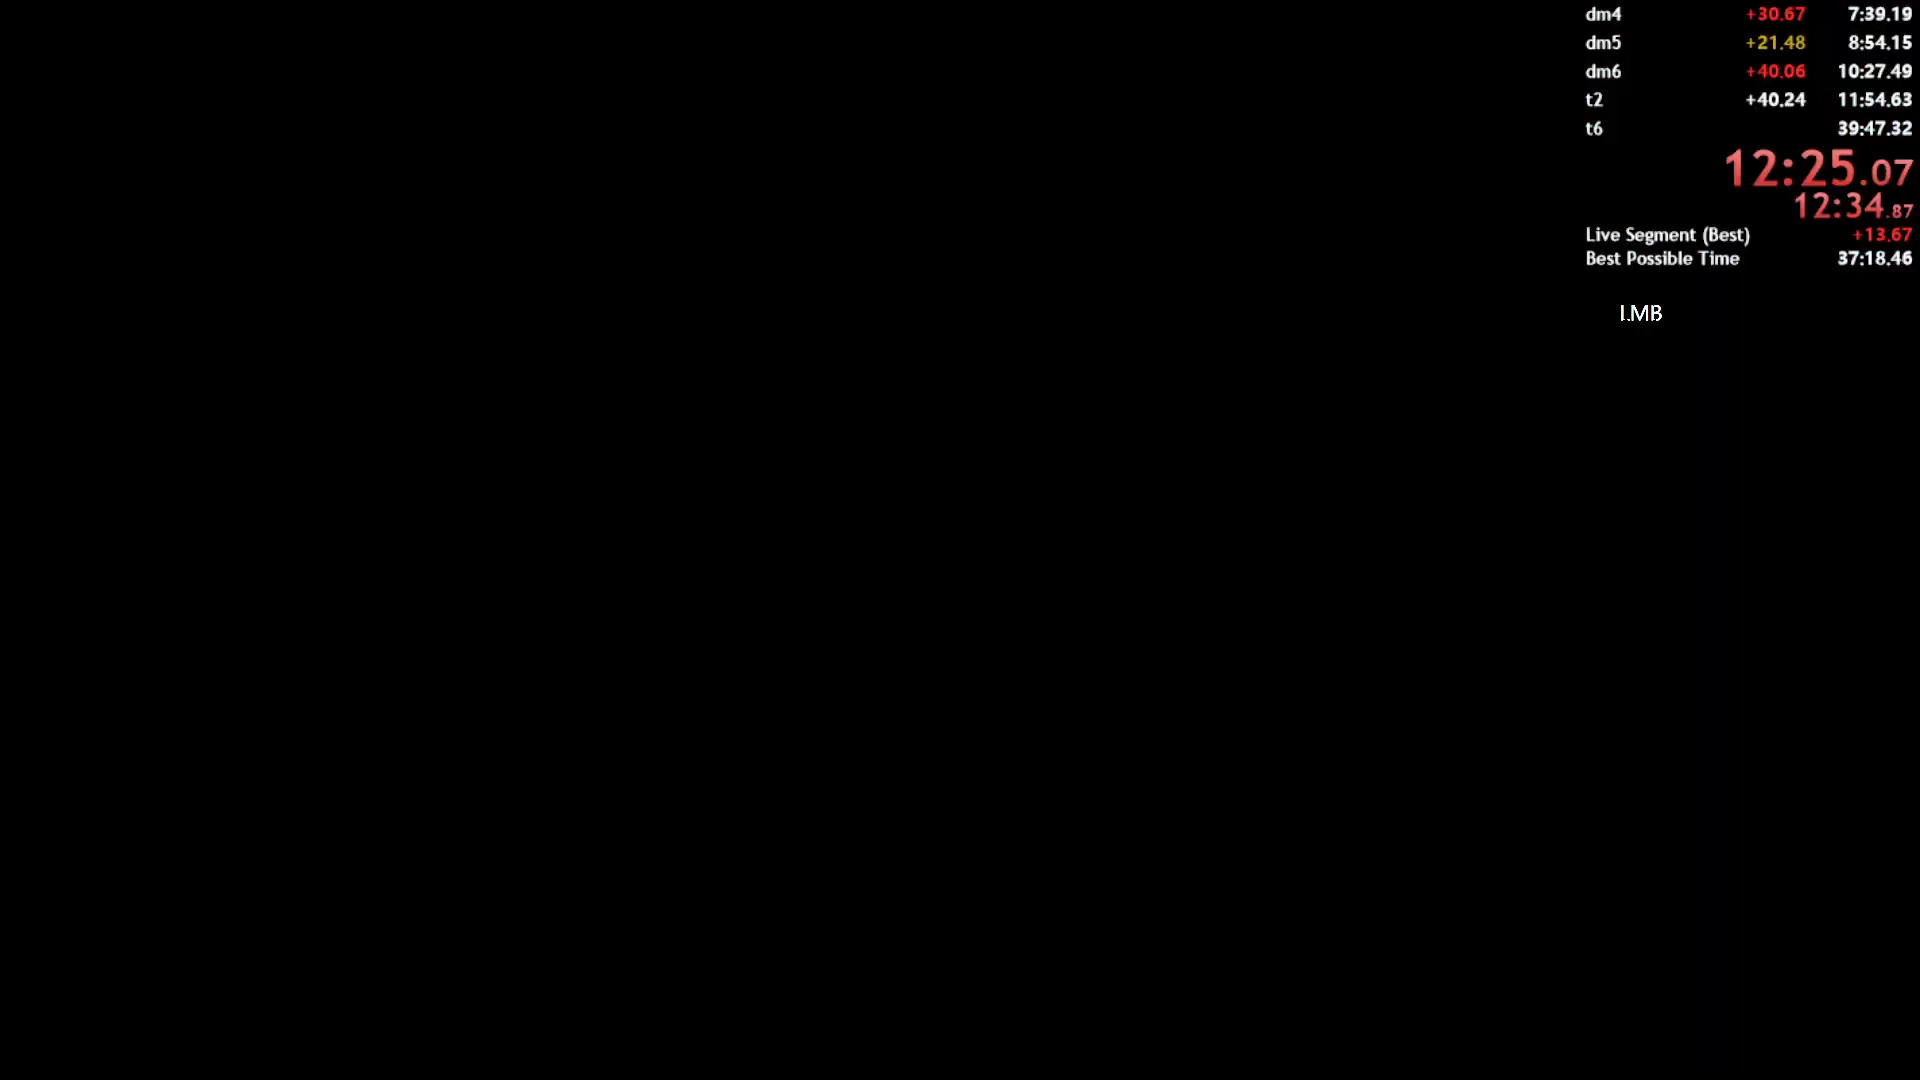 dm4 +30.67 7:39.19
dm5 +21.48 8:54.15
dm6 +40.06 10:27.49
t2 +40.24 11:54.63
t6 39:47.32
12:25.07
12:34.87
Live Segment (Best) +13.67
Best Possible Time 37:18.46
LMB